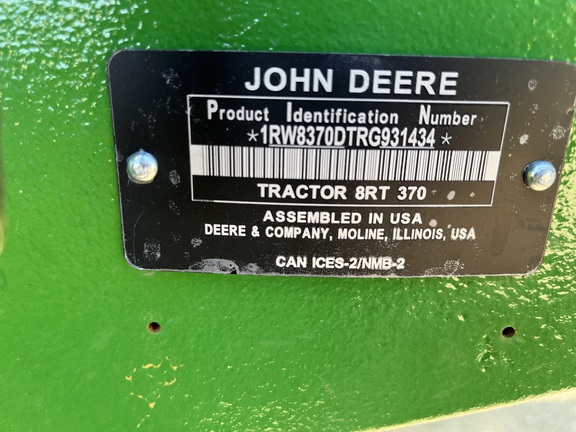 JOHN DEERE
Product Identification Number
*1RW8370DTRG931434*
TRACTOR 8RT 370
ASSEMBLED IN USA
DEERE & COMPANY, MOLINE, ILLINOIS, USA
CAN ICES-2/NMB-2